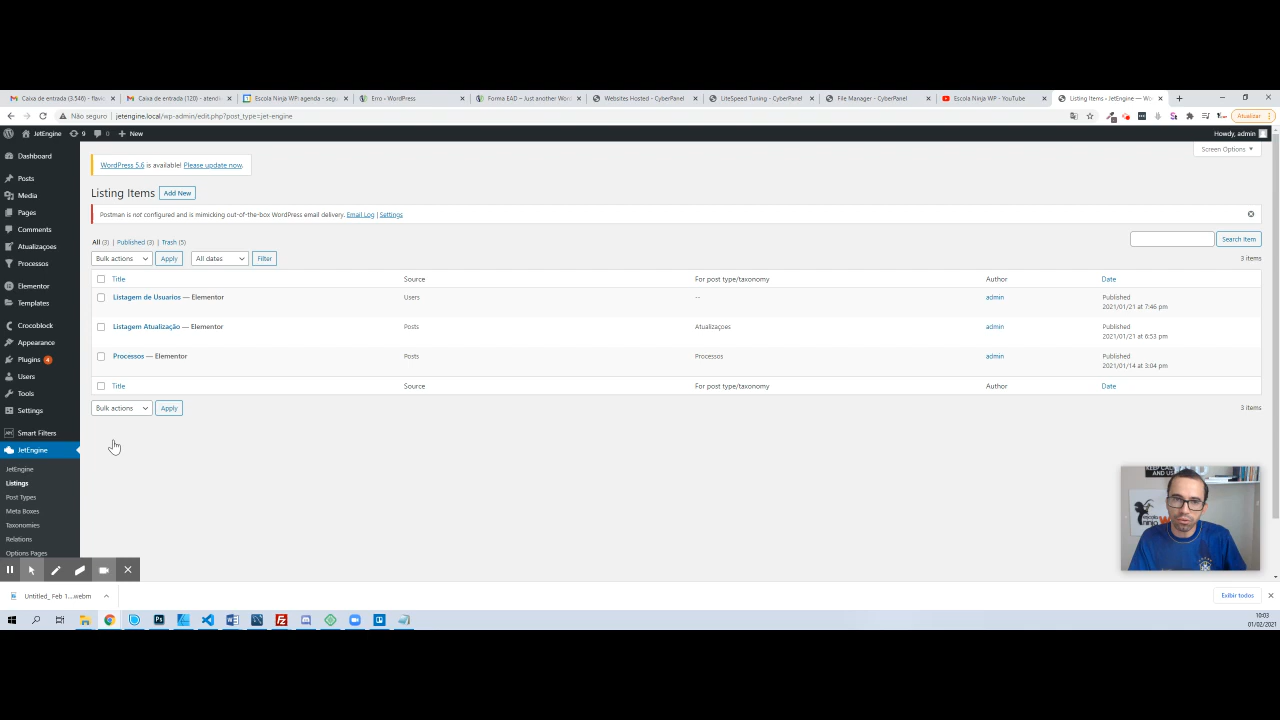 Caixa de entrada (3.546) - flavi
Caixa de entrada (120) - atendi
Escola Ninja WP: agenda - segu
Erro - WordPress
Forma EAD – Just another Wor
Websites Hosted - CyberPanel
LiteSpeed Tuning - CyberPanel
File Manager - CyberPanel
Escola Ninja WP - YouTube
Listing Items ‹ JetEngine — Wo
Não seguro | jetengine.local/wp-admin/edit.php?post_type=jet-engine
Atualizar
JetEngine 9 0 + New
Howdy, admin
Screen Options
WordPress 5.6 is available! Please update now.
Listing Items Add New
Postman is not configured and is mimicking out-of-the-box WordPress email delivery. Email Log | Settings
All (3) | Published (3) | Trash (5)
Search Item
Bulk actions Apply All dates Filter
3 items
Title Source For post type/taxonomy Author Date
Listagem de Usuarios — Elementor Users -- admin Published
2021/01/21 at 7:46 pm
Listagem Atualização — Elementor Posts Atualizaçoes admin Published
2021/01/21 at 6:53 pm
Processos — Elementor Posts Processos admin Published
2021/01/14 at 3:04 pm
Title Source For post type/taxonomy Author Date
Bulk actions Apply
3 items
Dashboard
Posts
Media
Pages
Comments
Atualizaçoes
Processos
Elementor
Templates
Crocoblock
Appearance
Plugins 4
Users
Tools
Settings
Smart Filters
JetEngine
JetEngine
Listings
Post Types
Meta Boxes
Taxonomies
Relations
Options Pages
Untitled_ Feb 1....webm
Exibir todos
10:03
01/02/2021